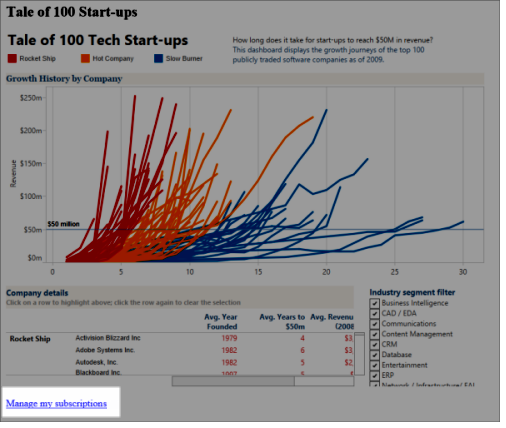 Tale of 100 Start-ups
Tale of 100 Tech Start-ups
Rocket Ship Hot Company Slow Burner
How long does it take for start-ups to reach $50M in revenue?
This dashboard displays the growth journeys of the top 100
publicly traded software companies as of 2009.
Growth History by Company
Revenue
$250m
$200m
$150m
$100m
$50 million
$50m
$0m
0 5 10 15 20 25 30
Company details
Click on a row to highlight above; click the row again to clear the selection
Avg. Year Founded Avg. Years to $50m Avg. Revenu (2008
Rocket Ship Activision Blizzard Inc 1979 4 $3,
Adobe Systems Inc. 1982 6 $3,
Autodesk, Inc. 1982 5 $2,
Blackboard Inc. 1997 5
Industry segment filter
Business Intelligence
CAD / EDA
Communications
Content Management
CRM
Database
Entertainment
ERP
Network / Infrastructure/ EAI
Manage my subscriptions